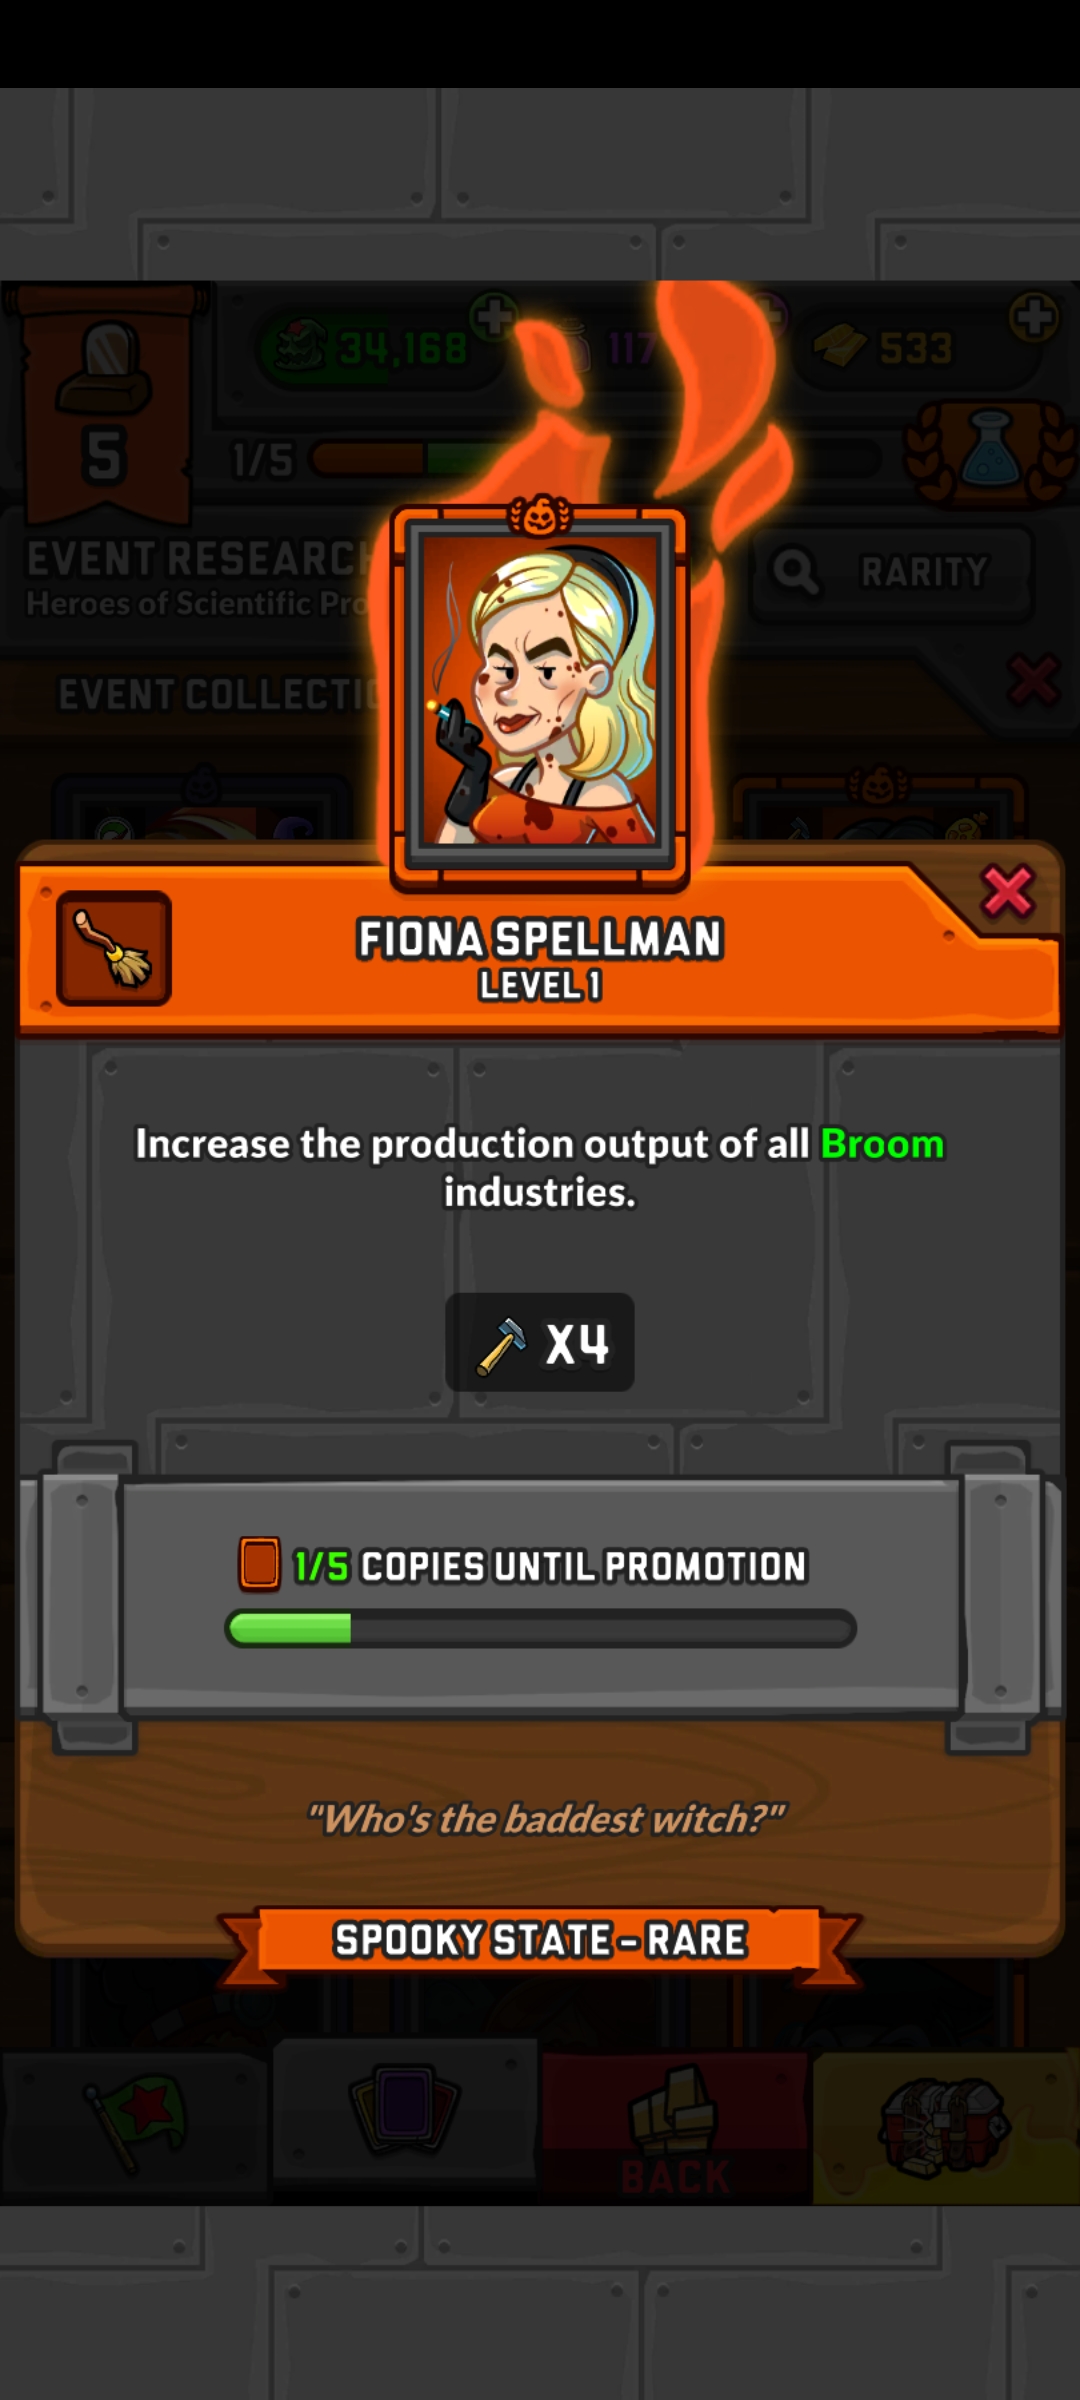 34,168
117
533
5
1/5
EVENT RESEARCH
Heroes of Scientific Pro
RARITY
EVENT COLLECTIO
FIONA SPELLMAN
LEVEL 1
Increase the production output of all Broom
industries.
X4
1/5 COPIES UNTIL PROMOTION
"Who's the baddest witch?"
SPOOKY STATE - RARE
BACK